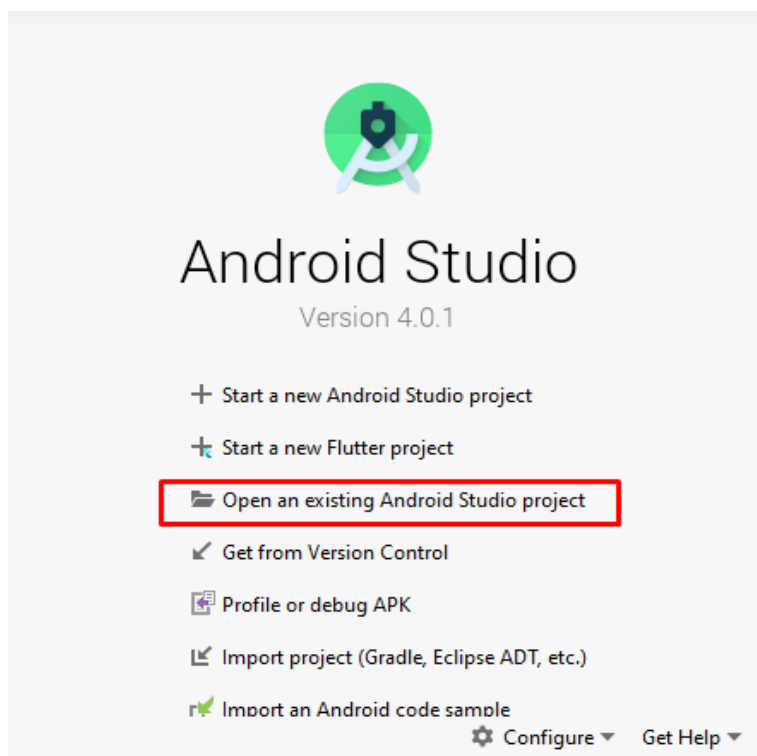 Android Studio
Version 4.0.1
Start a new Android Studio project
Start a new Flutter project
Open an existing Android Studio project
Get from Version Control
Profile or debug APK
Import project (Gradle, Eclipse ADT, etc.)
Import an Android code sample
Configure Get Help